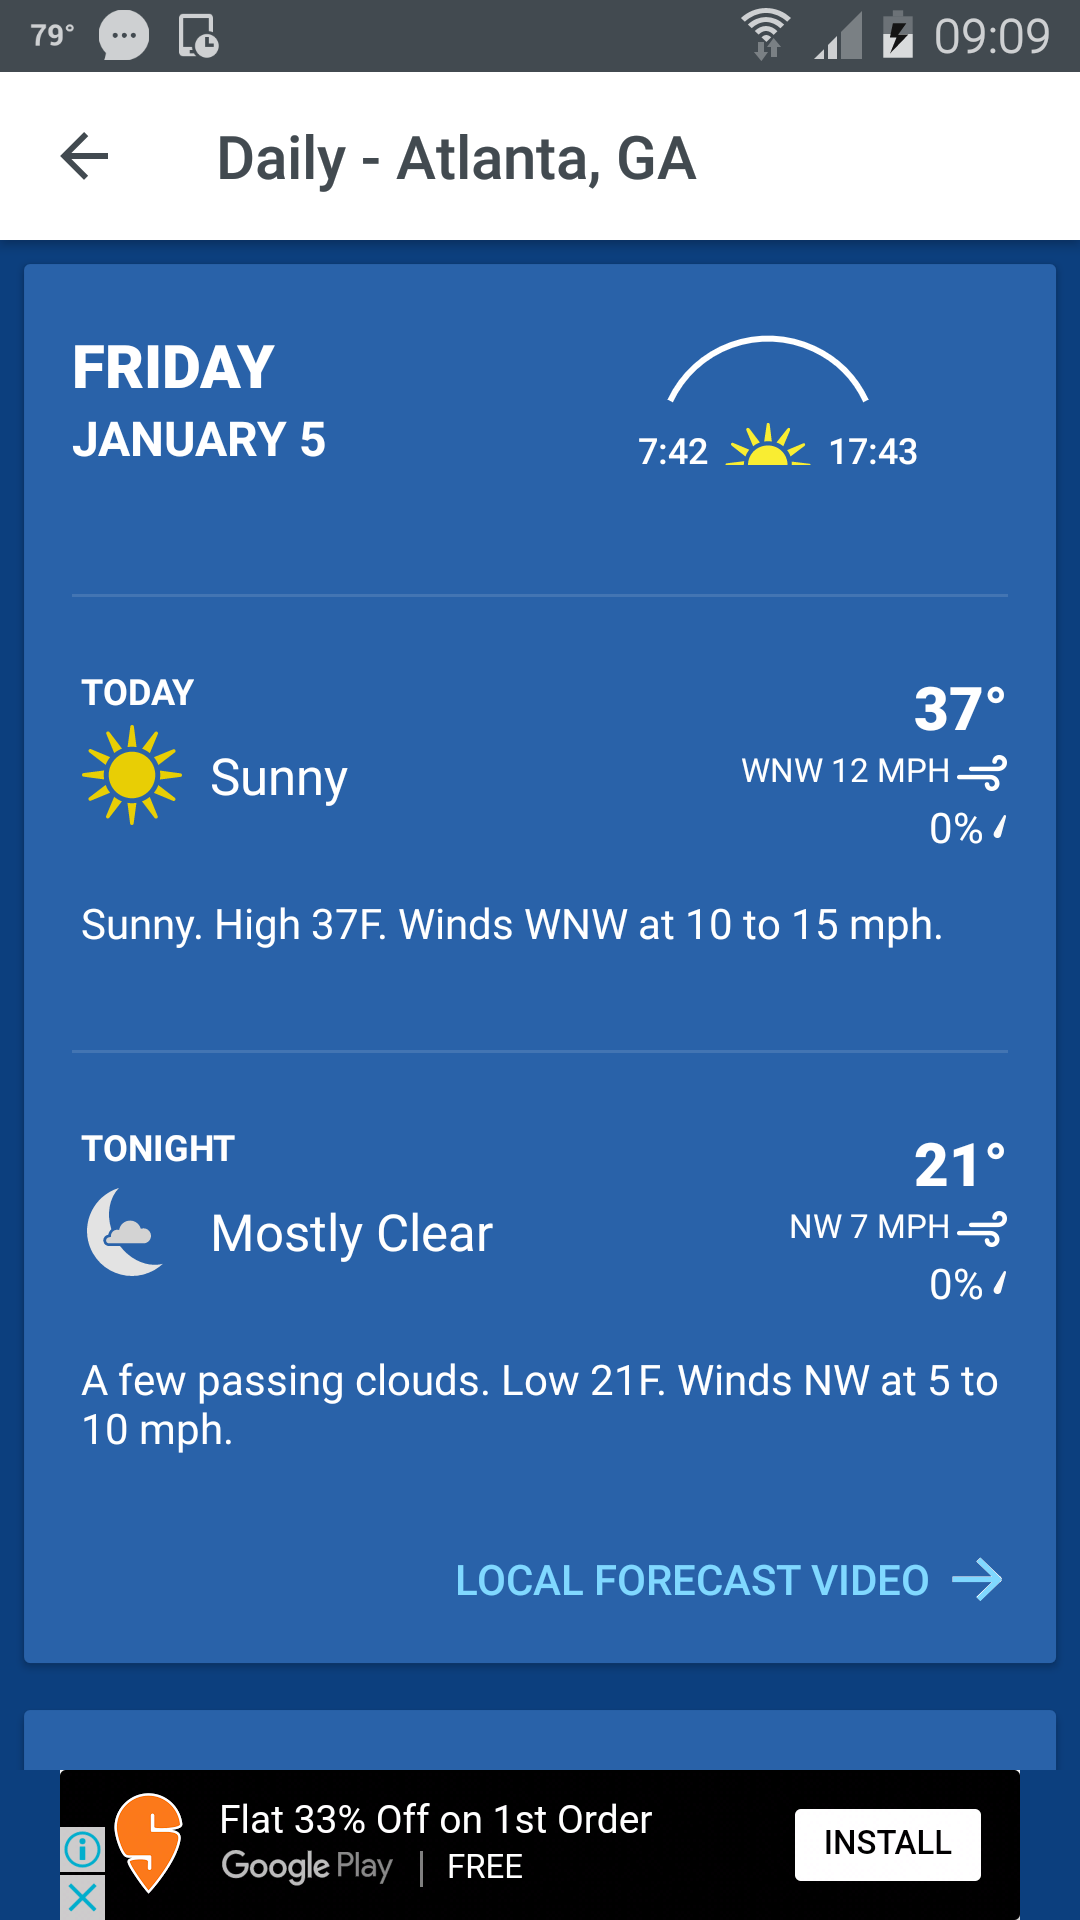 79°
09:09
Daily - Atlanta, GA
FRIDAY
JANUARY 5
7:42 17:43
TODAY
37°
Sunny
WNW 12 MPH
0%
Sunny. High 37F. Winds WNW at 10 to 15 mph.
TONIGHT
21°
Mostly Clear
NW 7 MPH
0%
A few passing clouds. Low 21F. Winds NW at 5 to
10 mph.
LOCAL FORECAST VIDEO
Flat 33% Off on 1st Order
Google Play | FREE
INSTALL